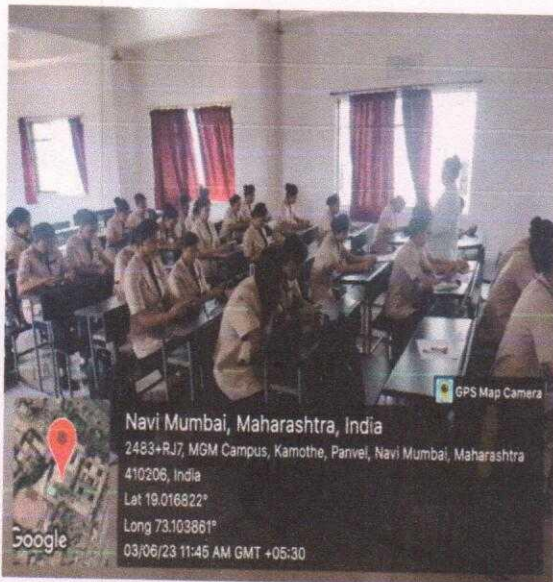 GPS Map Camera
Navi Mumbai, Maharashtra, India
2483+RJ7, MGM Campus, Kamothe, Panvel, Navi Mumbai, Maharashtra
410206, India
Lat 19.016822°
Long 73.103861°
03/06/23 11:45 AM GMT +05:30
Google